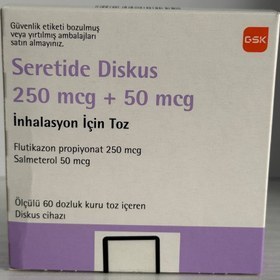 Güvenlik etiketi bozulmuş
veya yırtılmış ambalajları
satın almayınız.
GSK
Seretide Diskus
250 mcg + 50 mcg
İnhalasyon İçin Toz
Flutikazon propiyonat 250 mcg
Salmeterol 50 mcg
Ölçülü 60 dozluk kuru toz içeren
Diskus cihazı